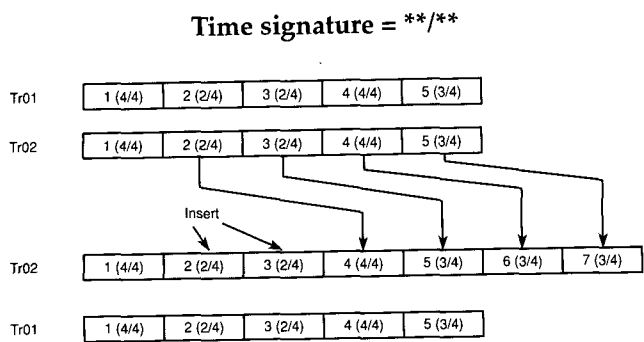 Time signature = **/**
Tr01 1 (4/4) 2 (2/4) 3 (2/4) 4 (4/4) 5 (3/4)
Tr02 1 (4/4) 2 (2/4) 3 (2/4) 4 (4/4) 5 (3/4)
Insert
Tr02 1 (4/4) 2 (2/4) 3 (2/4) 4 (4/4) 5 (3/4) 6 (3/4) 7 (3/4)
Tr01 1 (4/4) 2 (2/4) 3 (2/4) 4 (4/4) 5 (3/4)